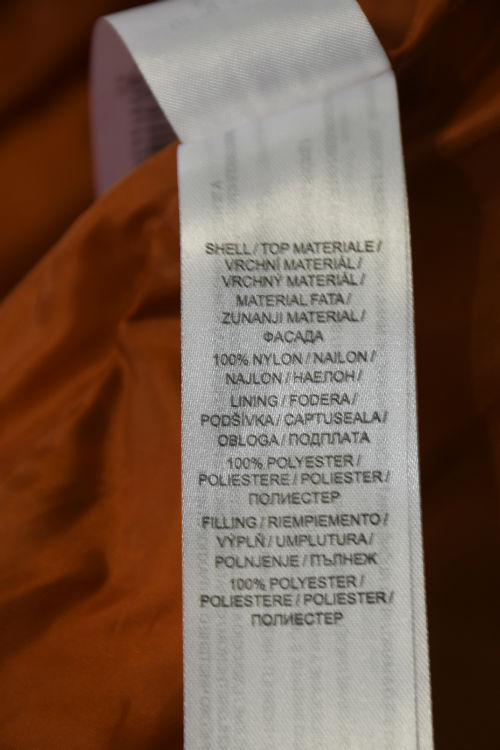 SHELL / TOP MATERIALE /
VRCHNÍ MATERIÁL /
VRCHNÝ MATERIÁL /
MATERIAL FATA /
ZUNANJI MATERIAL /
ФАСАДА
100% NYLON / NAILON /
NAJLON / НАЕЛОН /
LINING / FODERA /
PODŠÍVKA / CAPTUSEALA /
OBLOGA / ПОДПЛАТА
100% POLYESTER /
POLIESTERE / POLIESTER /
ПОЛИЕСТЕР
FILLING / RIEMPIEMENTO /
VÝPLŇ / UMPLUTURA /
POLNJENJE / ПЪЛНЕЖ
100% POLYESTER /
POLIESTERE / POLIESTER /
ПОЛИЕСТЕР